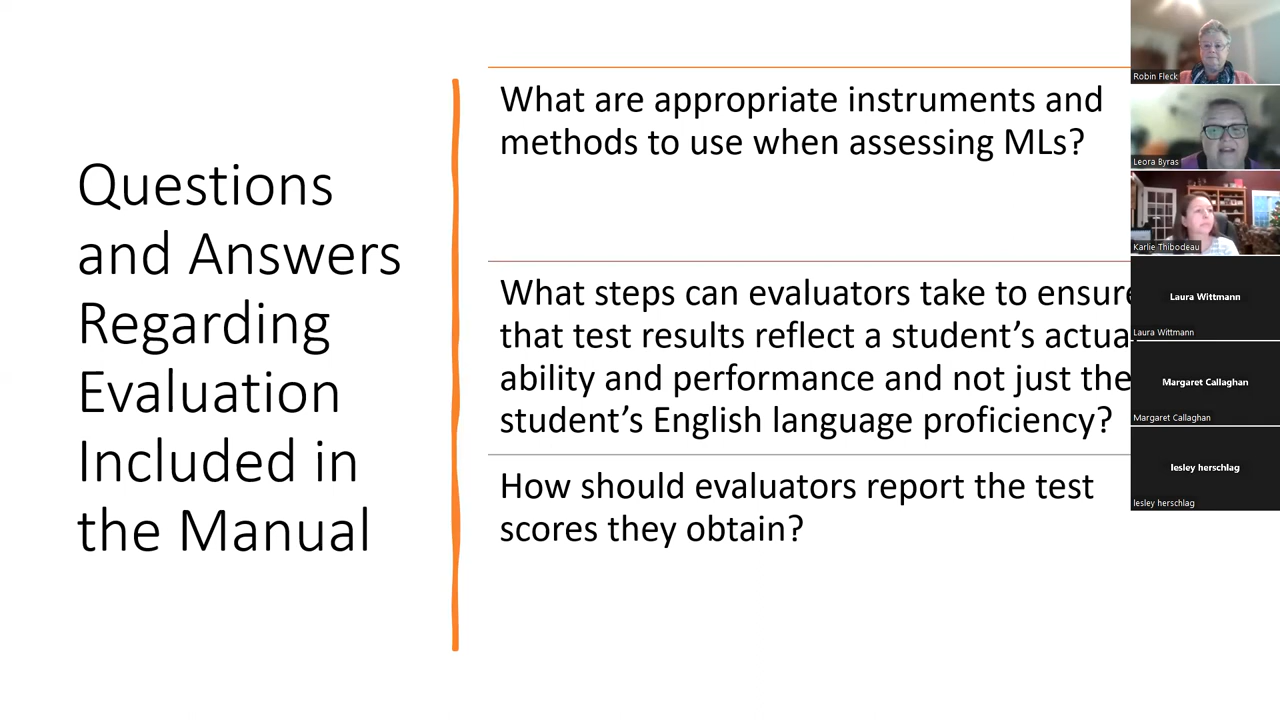 Questions
and Answers
Regarding
Evaluation
Included in
the Manual
What are appropriate instruments and
methods to use when assessing MLs?
What steps can evaluators take to ensure
that test results reflect a student's actua
ability and performance and not just the
student's English language proficiency?
How should evaluators report the test
scores they obtain?
Robin Fleck
Leora Byras
Karlie Thibodeau
Laura Wittmann
Laura Wittmann
Margaret Callaghan
Margaret Callaghan
lesley herschlag
lesley herschlag